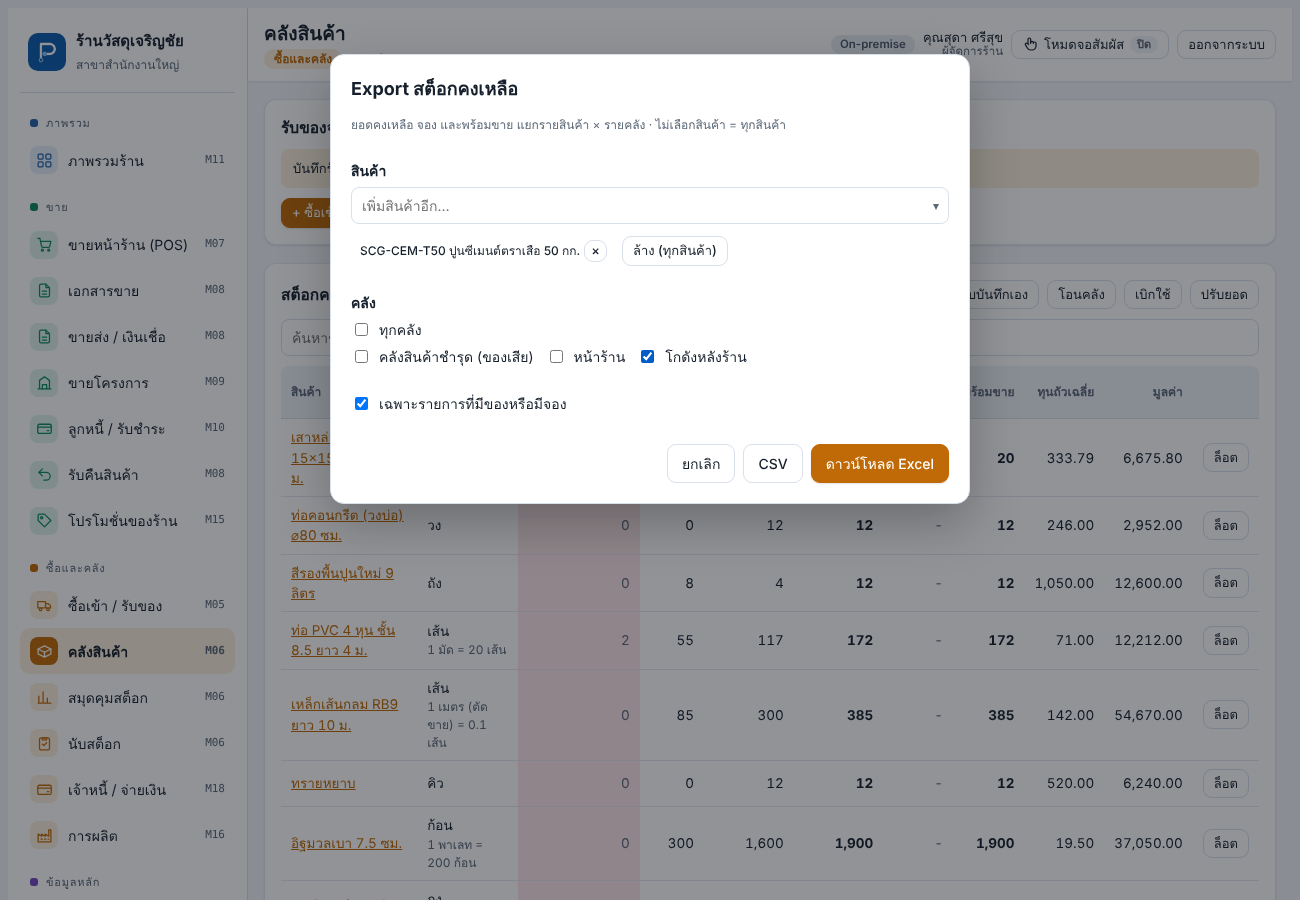 ร้านวัสดุเจริญชัย
สาขาสำนักงานใหญ่
ภาพรวม
ภาพรวมร้าน M11
ขาย
ขายหน้าร้าน (POS) M07
เอกสารขาย M08
ขายส่ง / เงินเชื่อ M08
ขายโครงการ M09
ลูกหนี้ / รับชำระ M10
รับคืนสินค้า M08
โปรโมชั่นของร้าน M15
ซื้อและคลัง
ซื้อเข้า / รับของ M05
คลังสินค้า M06
สมุดคุมสต็อก M06
นับสต็อก M06
เจ้าหนี้ / จ่ายเงิน M18
การผลิต M16
ข้อมูลหลัก
คลังสินค้า
ซื้อและคลัง
On-premise
คุณสุดา ศรีสุข
ผู้จัดการร้าน
โหมดจอสัมผัส ปิด
ออกจากระบบ
Export สต็อกคงเหลือ
ยอดคงเหลือ จอง และพร้อมขาย แยกรายสินค้า × รายคลัง · ไม่เลือกสินค้า = ทุกสินค้า
สินค้า
เพิ่มสินค้าอีก...
SCG-CEM-T50 ปูนซีเมนต์ตราเสือ 50 กก. × ล้าง (ทุกสินค้า)
คลัง
ทุกคลัง
คลังสินค้าชำรุด (ของเสีย) หน้าร้าน โกดังหลังร้าน
เฉพาะรายการที่มีของหรือมีจอง
ยกเลิก CSV ดาวน์โหลด Excel
บันทึก
+ ซื้อ
โอนคลัง เบิกใช้ ปรับยอด
สินค้า ทุนถัวเฉลี่ย มูลค่า
เสาเหล็
15×15
ม.
20 333.79 6,675.80 ล็อต
ท่อคอนกรีต (วงบ่อ)
⌀80 ซม.
วง 0 0 12 12 - 12 246.00 2,952.00 ล็อต
สีรองพื้นปูนใหม่ 9
ลิตร
ถัง 0 8 4 12 - 12 1,050.00 12,600.00 ล็อต
ท่อ PVC 4 หุน ชั้น
8.5 ยาว 4 ม.
เส้น
1 มัด = 20 เส้น
2 55 117 172 - 172 71.00 12,212.00 ล็อต
เหล็กเส้นกลม RB9
ยาว 10 ม.
เส้น
1 เมตร (ตัด
ขาย) = 0.1
เส้น
0 85 300 385 - 385 142.00 54,670.00 ล็อต
ทรายหยาบ คิว 0 0 12 12 - 12 520.00 6,240.00 ล็อต
อิฐมวลเบา 7.5 ซม.
ก้อน
1 พาเลท =
200 ก้อน
0 300 1,600 1,900 - 1,900 19.50 37,050.00 ล็อต